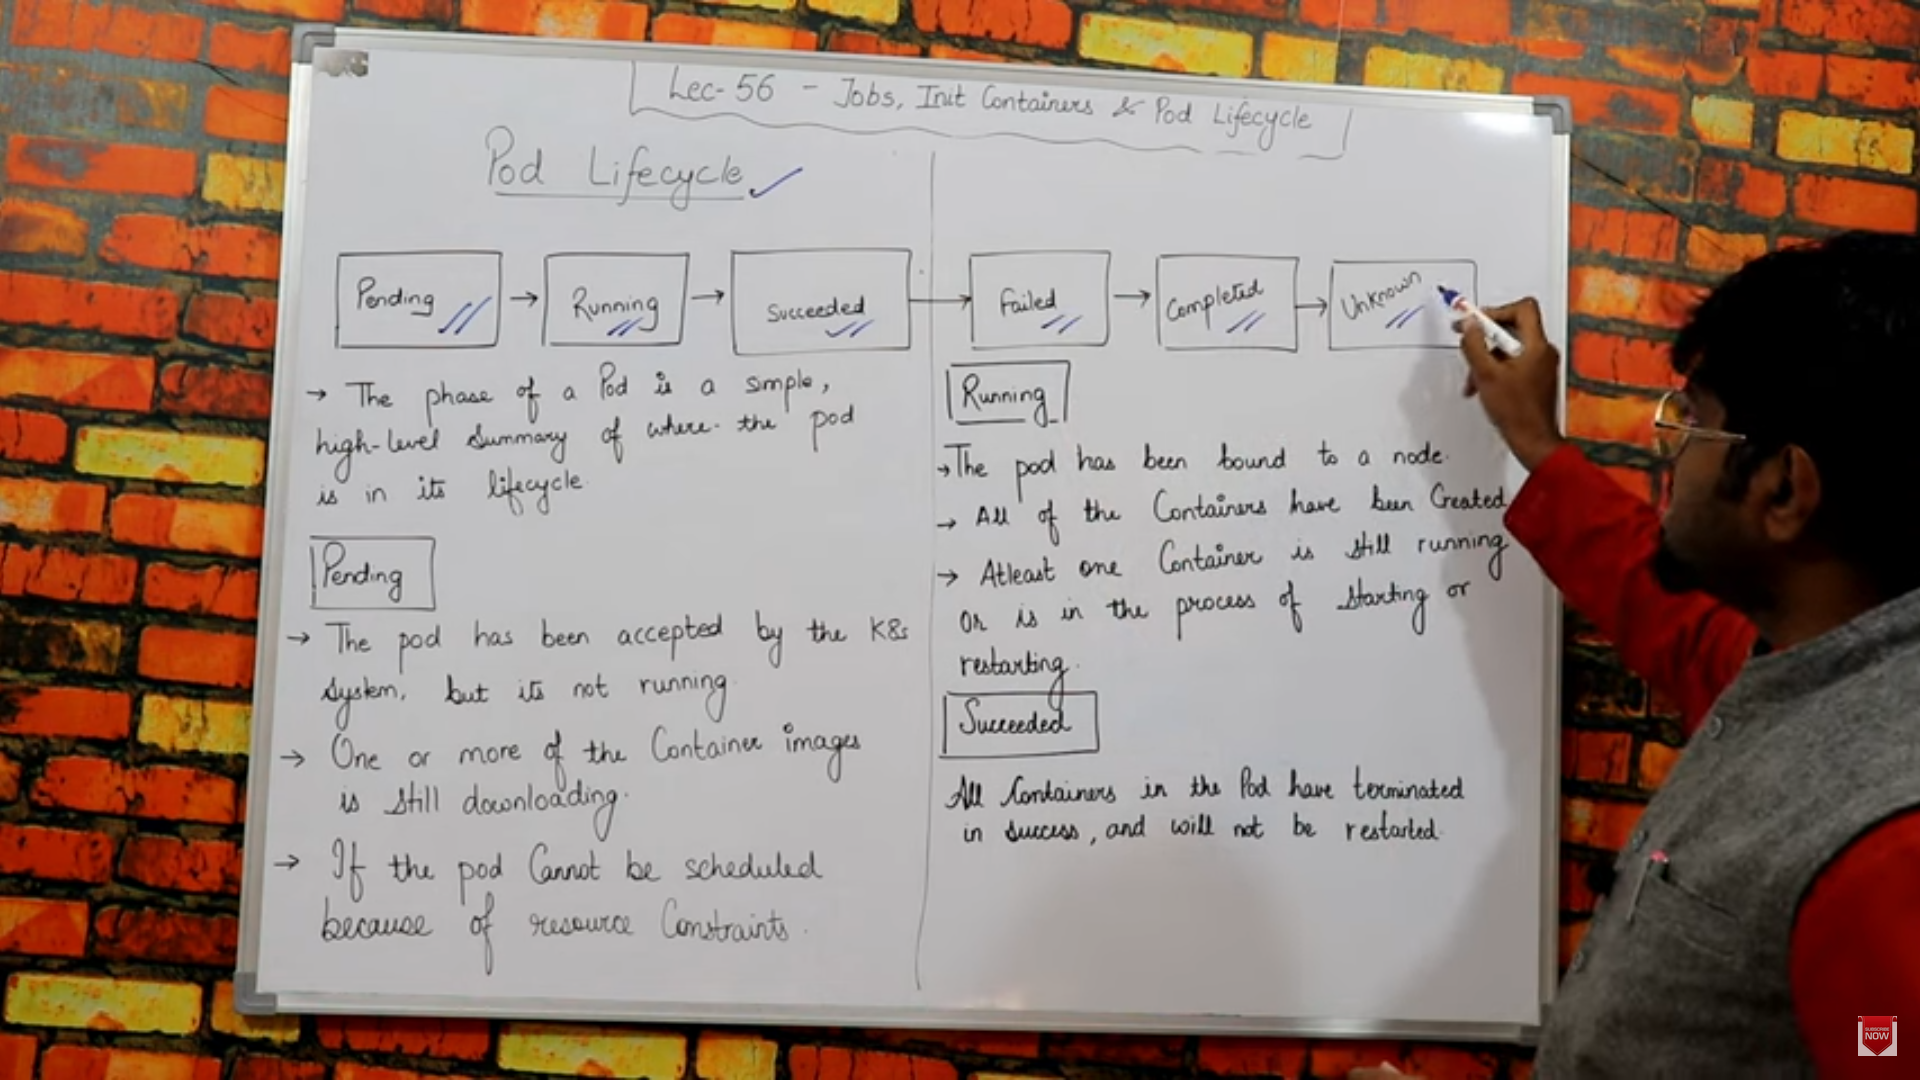 Lec-56 - Jobs, Init Containers & Pod Lifecycle
Pod Lifecycle
Pending → Running → Succeeded → Failed → Completed → Unknown
→ The phase of a Pod is a simple,
high-level summary of where the pod
is in its lifecycle.
Pending
→ The pod has been accepted by the K8s
system, but its not running.
→ One or more of the Container images
is still downloading.
→ If the pod Cannot be scheduled
because of resource Constraints.
Running
→ The pod has been bound to a node.
→ All of the Containers have been Created
→ Atleast one Container is still running
or is in the process of starting or
restarting.
Succeeded
All Containers in the Pod have terminated
in success, and will not be restarted.
SUBSCRIBE
NOW